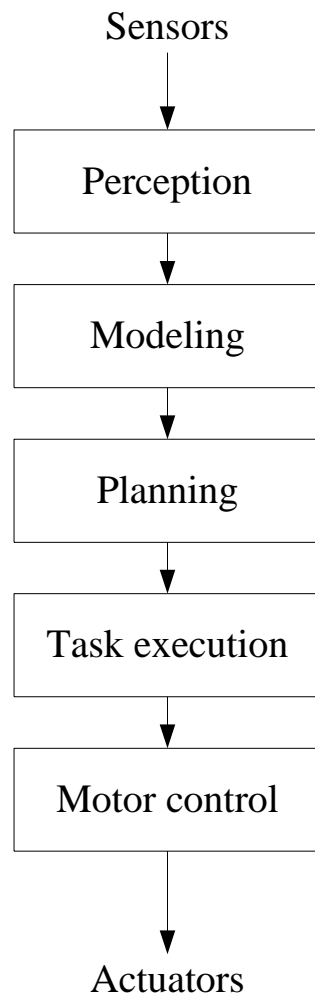 Sensors
Perception
Modeling
Planning
Task execution
Motor control
Actuators